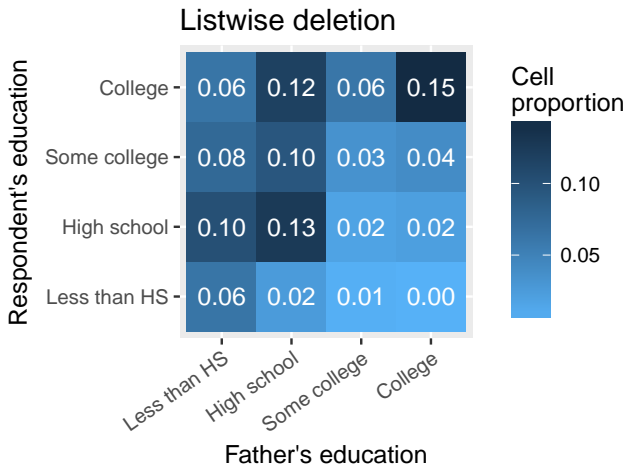 Listwise deletion
Respondent's education
College 0.06 0.12 0.06 0.15
Some college 0.08 0.10 0.03 0.04
High school 0.10 0.13 0.02 0.02
Less than HS 0.06 0.02 0.01 0.00
Less than HS High school Some college College
Father's education
Cell
proportion
0.10
0.05